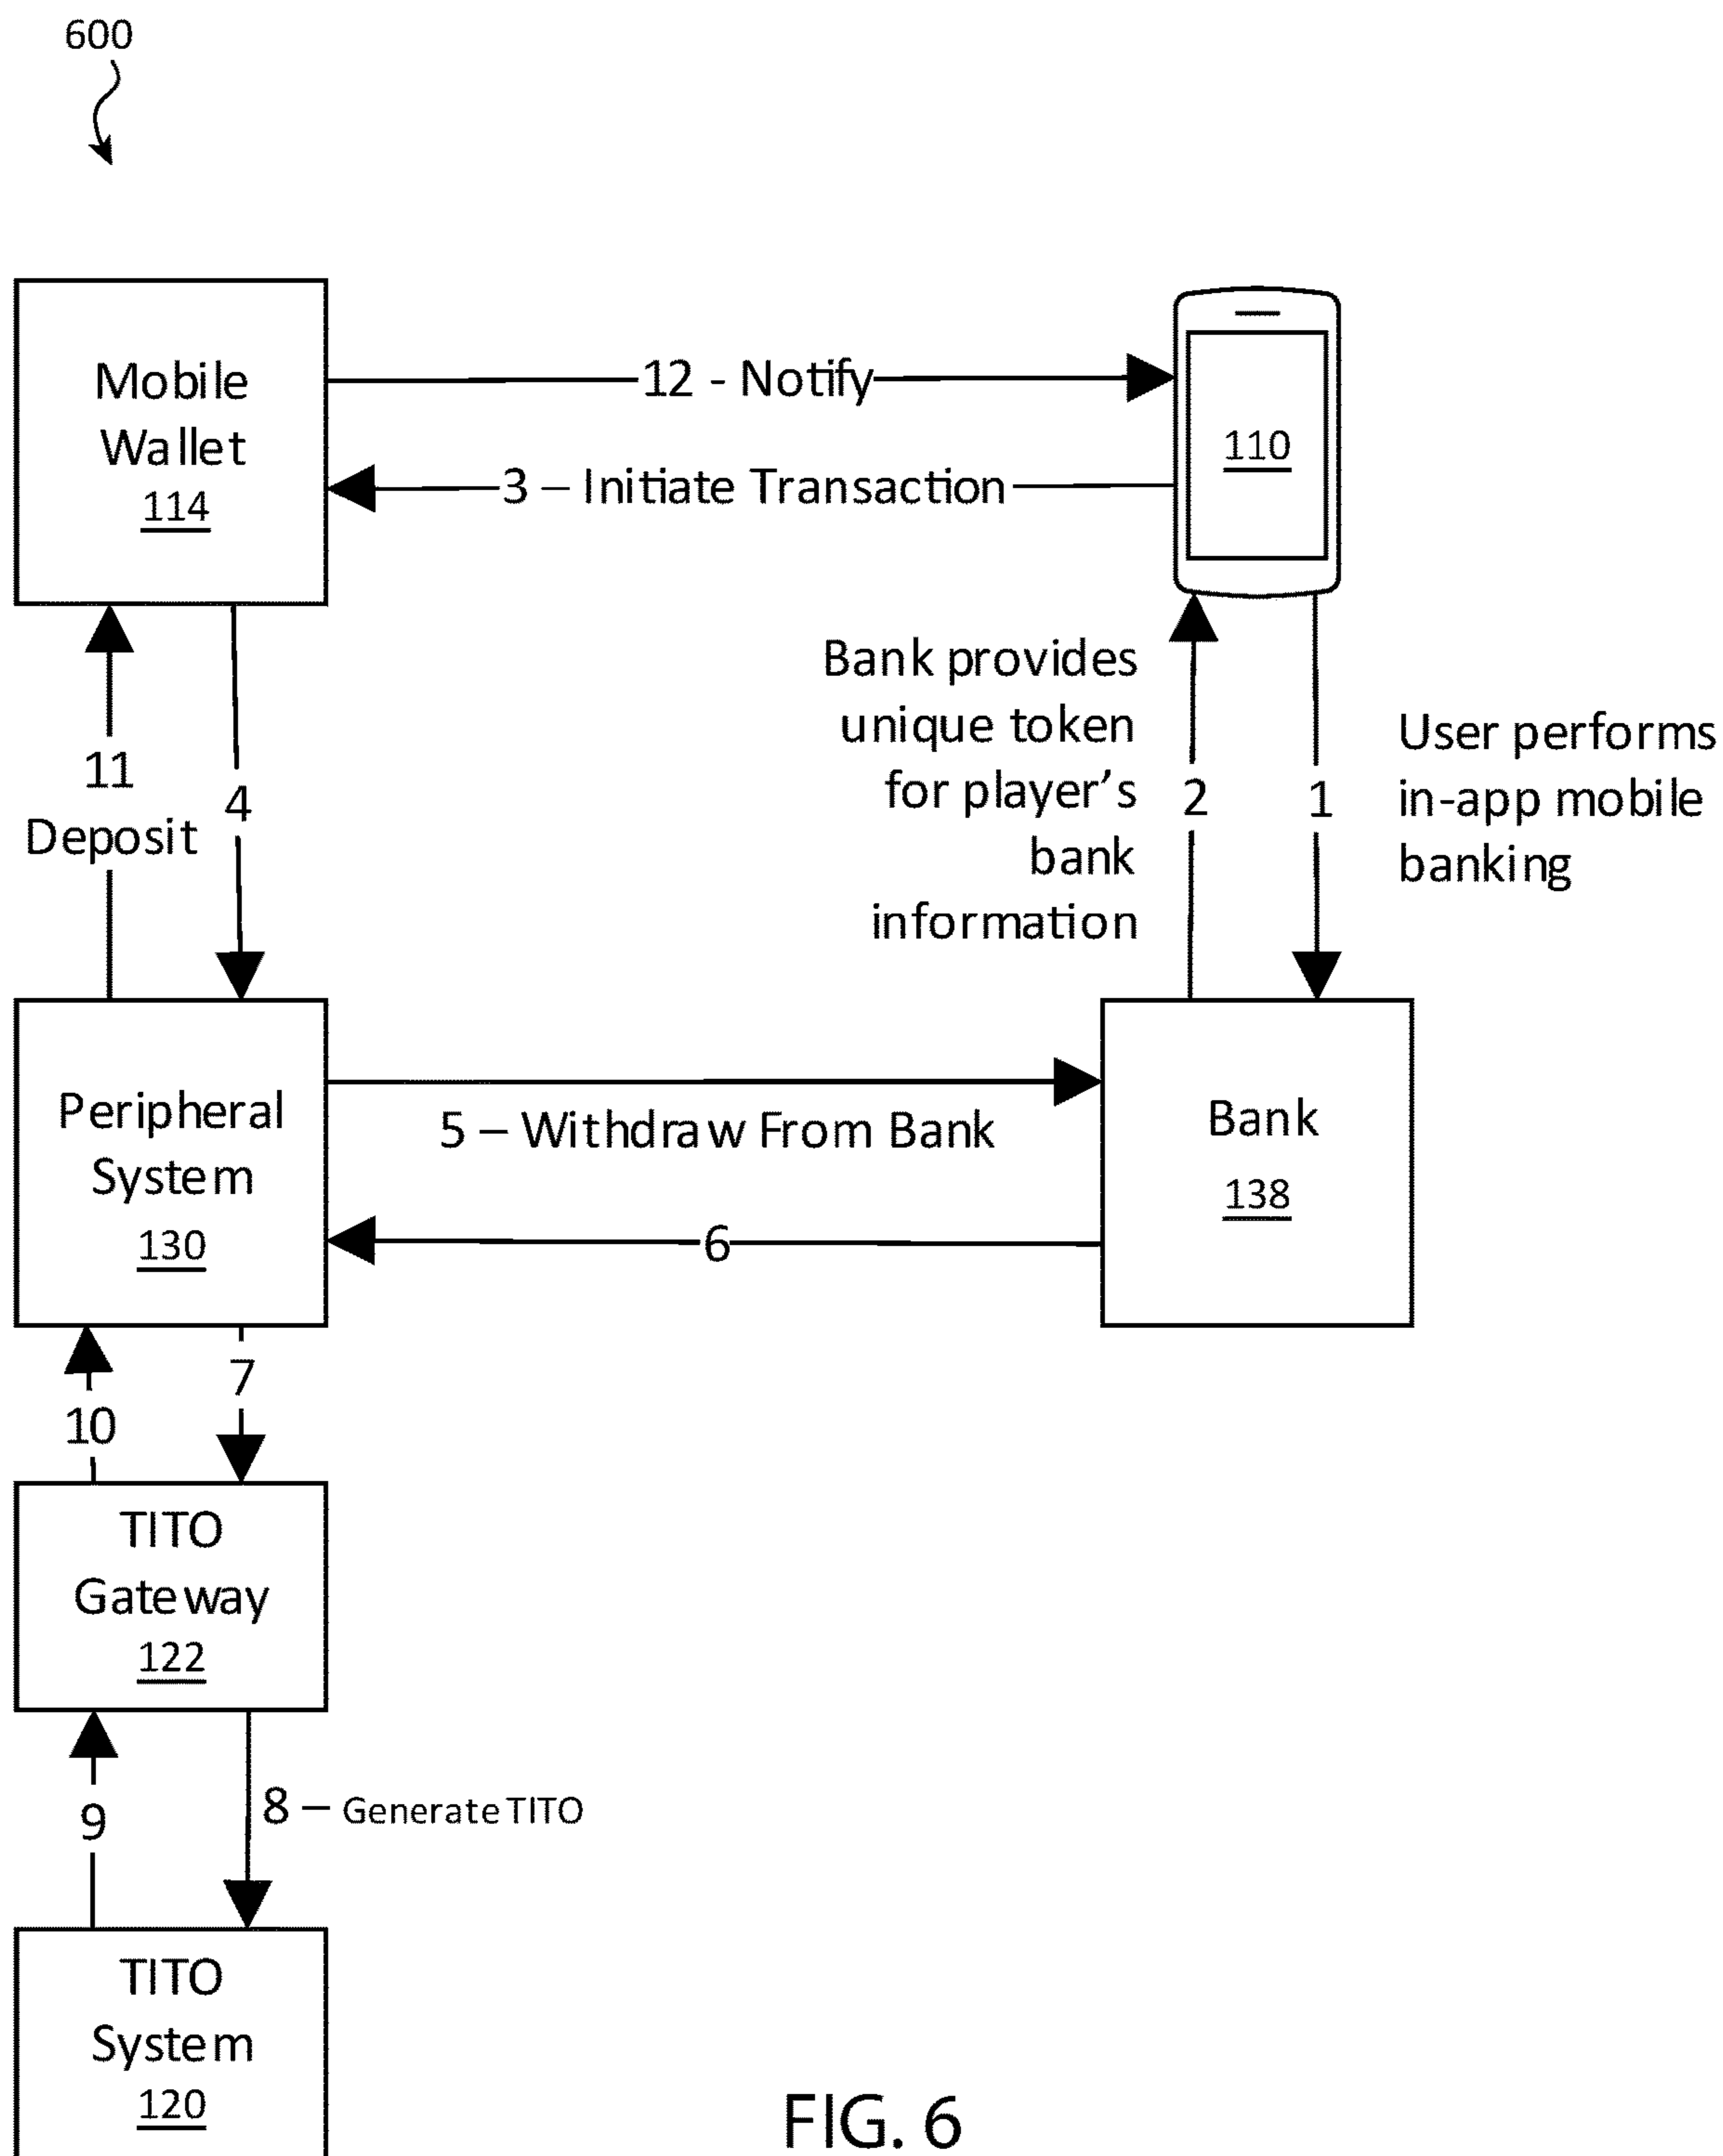 600
Mobile
Wallet
114
12 - Notify
3 – Initiate Transaction
110
11
Deposit
4
Bank provides
unique token
for player's
bank
information
2
1
User performs
in-app mobile
banking
Peripheral
System
130
5 – Withdraw From Bank
6
Bank
138
10
7
TITO
Gateway
122
9
8 – Generate TITO
TITO
System
120
FIG. 6